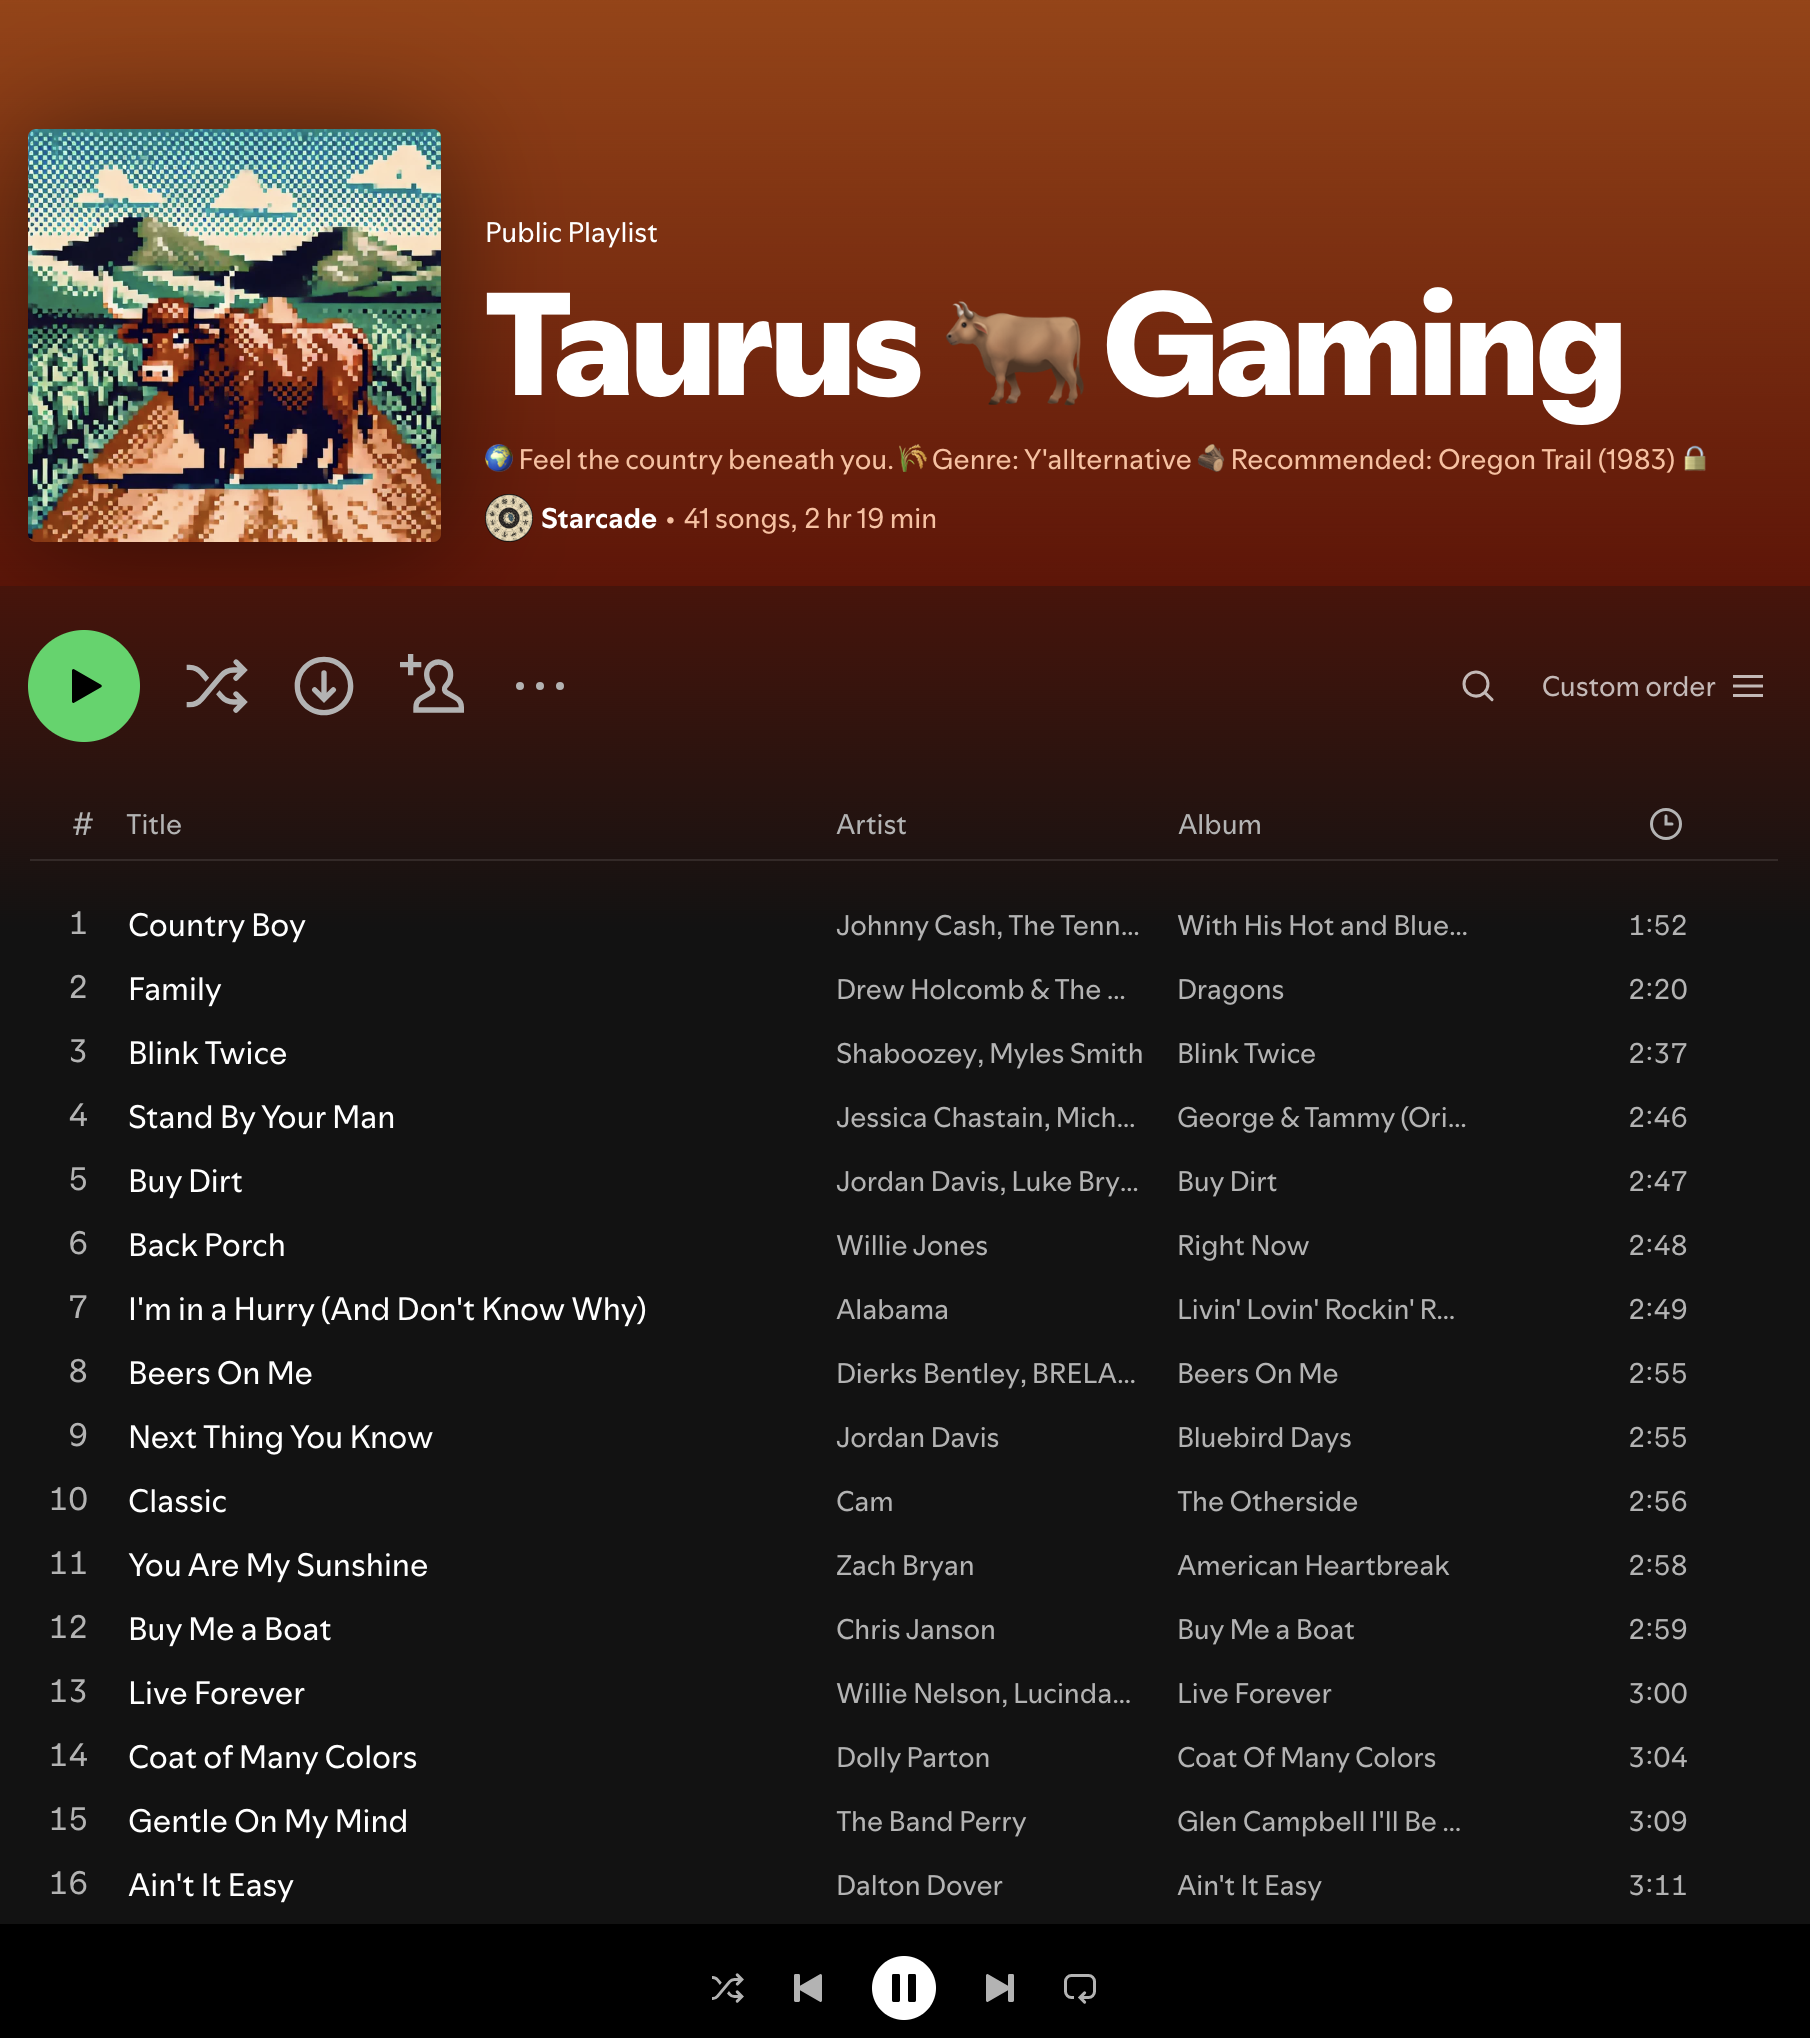 Public Playlist
Taurus 🐂 Gaming
🌍 Feel the country beneath you.🌾 Genre: Y'allternative 🪵 Recommended: Oregon Trail (1983) 🔒
Starcade • 41 songs, 2 hr 19 min
Custom order
# Title Artist Album
1 Country Boy Johnny Cash, The Tenn... With His Hot and Blue... 1:52
2 Family Drew Holcomb & The ... Dragons 2:20
3 Blink Twice Shaboozey, Myles Smith Blink Twice 2:37
4 Stand By Your Man Jessica Chastain, Mich... George & Tammy (Ori... 2:46
5 Buy Dirt Jordan Davis, Luke Bry... Buy Dirt 2:47
6 Back Porch Willie Jones Right Now 2:48
7 I'm in a Hurry (And Don't Know Why) Alabama Livin' Lovin' Rockin' R... 2:49
8 Beers On Me Dierks Bentley, BRELA... Beers On Me 2:55
9 Next Thing You Know Jordan Davis Bluebird Days 2:55
10 Classic Cam The Otherside 2:56
11 You Are My Sunshine Zach Bryan American Heartbreak 2:58
12 Buy Me a Boat Chris Janson Buy Me a Boat 2:59
13 Live Forever Willie Nelson, Lucinda... Live Forever 3:00
14 Coat of Many Colors Dolly Parton Coat Of Many Colors 3:04
15 Gentle On My Mind The Band Perry Glen Campbell I'll Be ... 3:09
16 Ain't It Easy Dalton Dover Ain't It Easy 3:11